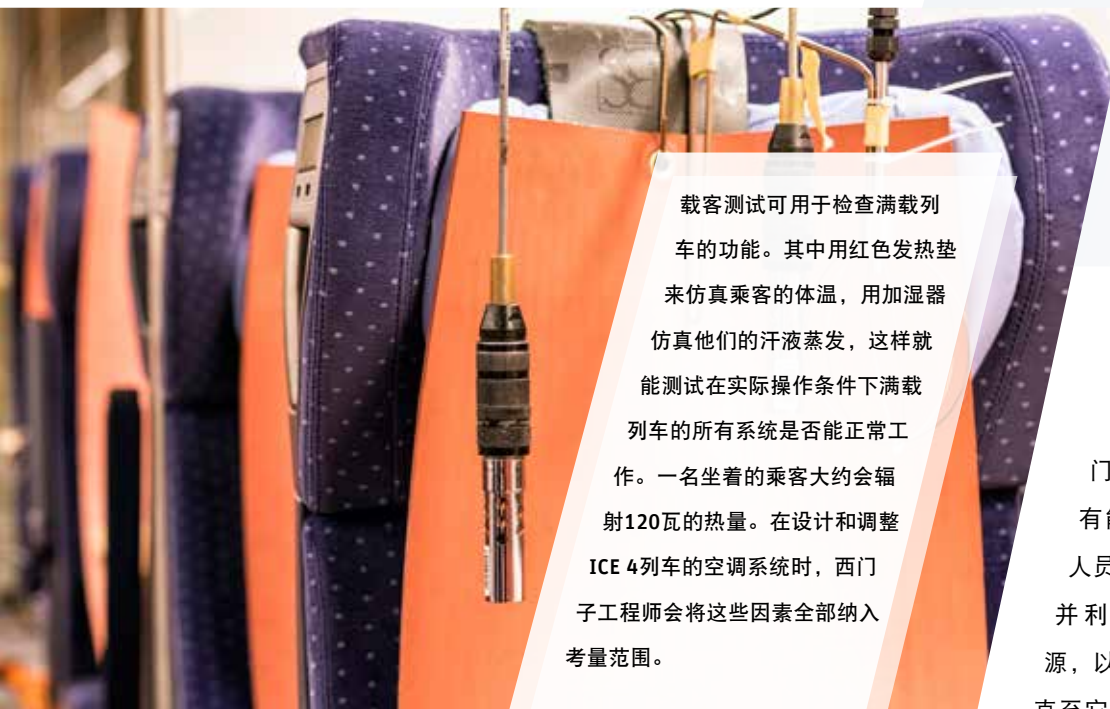 载客测试可用于检查满载列
车的功能。其中用红色发热垫
来仿真乘客的体温，用加湿器
仿真他们的汗液蒸发，这样就
能测试在实际操作条件下满载
列车的所有系统是否能正常工
作。一名坐着的乘客大约会辐
射120瓦的热量。在设计和调整
ICE 4列车的空调系统时，西门
子工程师会将这些因素全部纳入
考量范围。
门
有
人员
并利
源，以